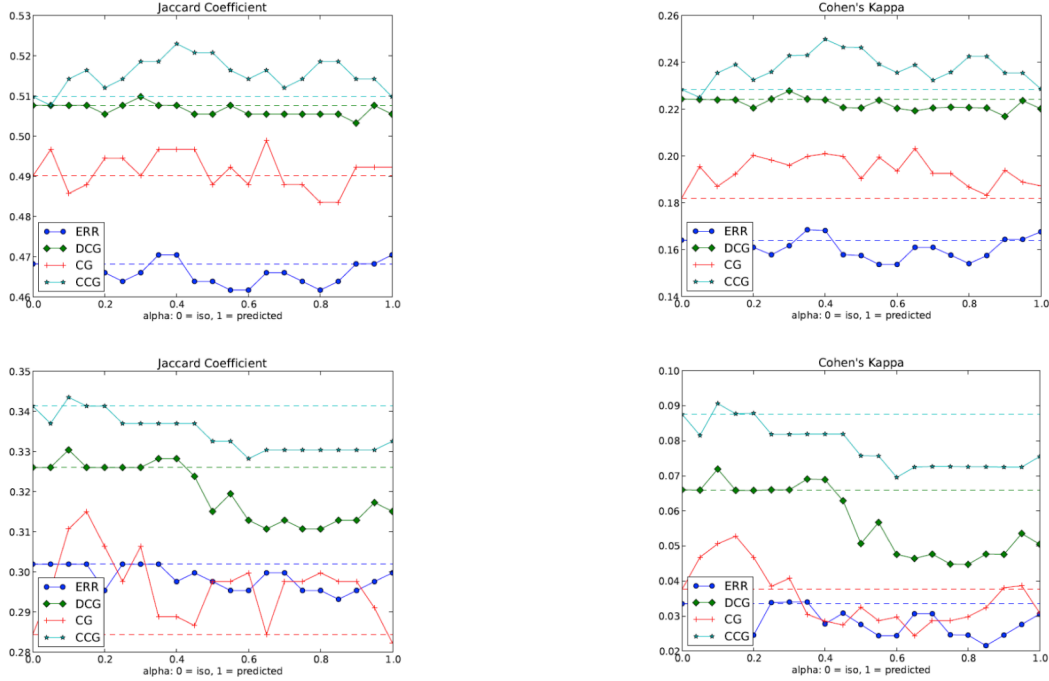 Jaccard Coefficient
0.53
0.52
0.51
0.50
0.49
0.48
0.47
0.46
ERR
DCG
CG
CCG
0.0 0.2 0.4 0.6 0.8 1.0
alpha: 0 = iso, 1 = predicted
Cohen's Kappa
0.26
0.24
0.22
0.20
0.18
0.16
0.14
ERR
DCG
CG
CCG
0.0 0.2 0.4 0.6 0.8 1.0
alpha: 0 = iso, 1 = predicted
Jaccard Coefficient
0.35
0.34
0.33
0.32
0.31
0.30
0.29
0.28
ERR
DCG
CG
CCG
0.0 0.2 0.4 0.6 0.8 1.0
alpha: 0 = iso, 1 = predicted
Cohen's Kappa
0.10
0.09
0.08
0.07
0.06
0.05
0.04
0.03
0.02
ERR
DCG
CG
CCG
0.0 0.2 0.4 0.6 0.8 1.0
alpha: 0 = iso, 1 = predicted